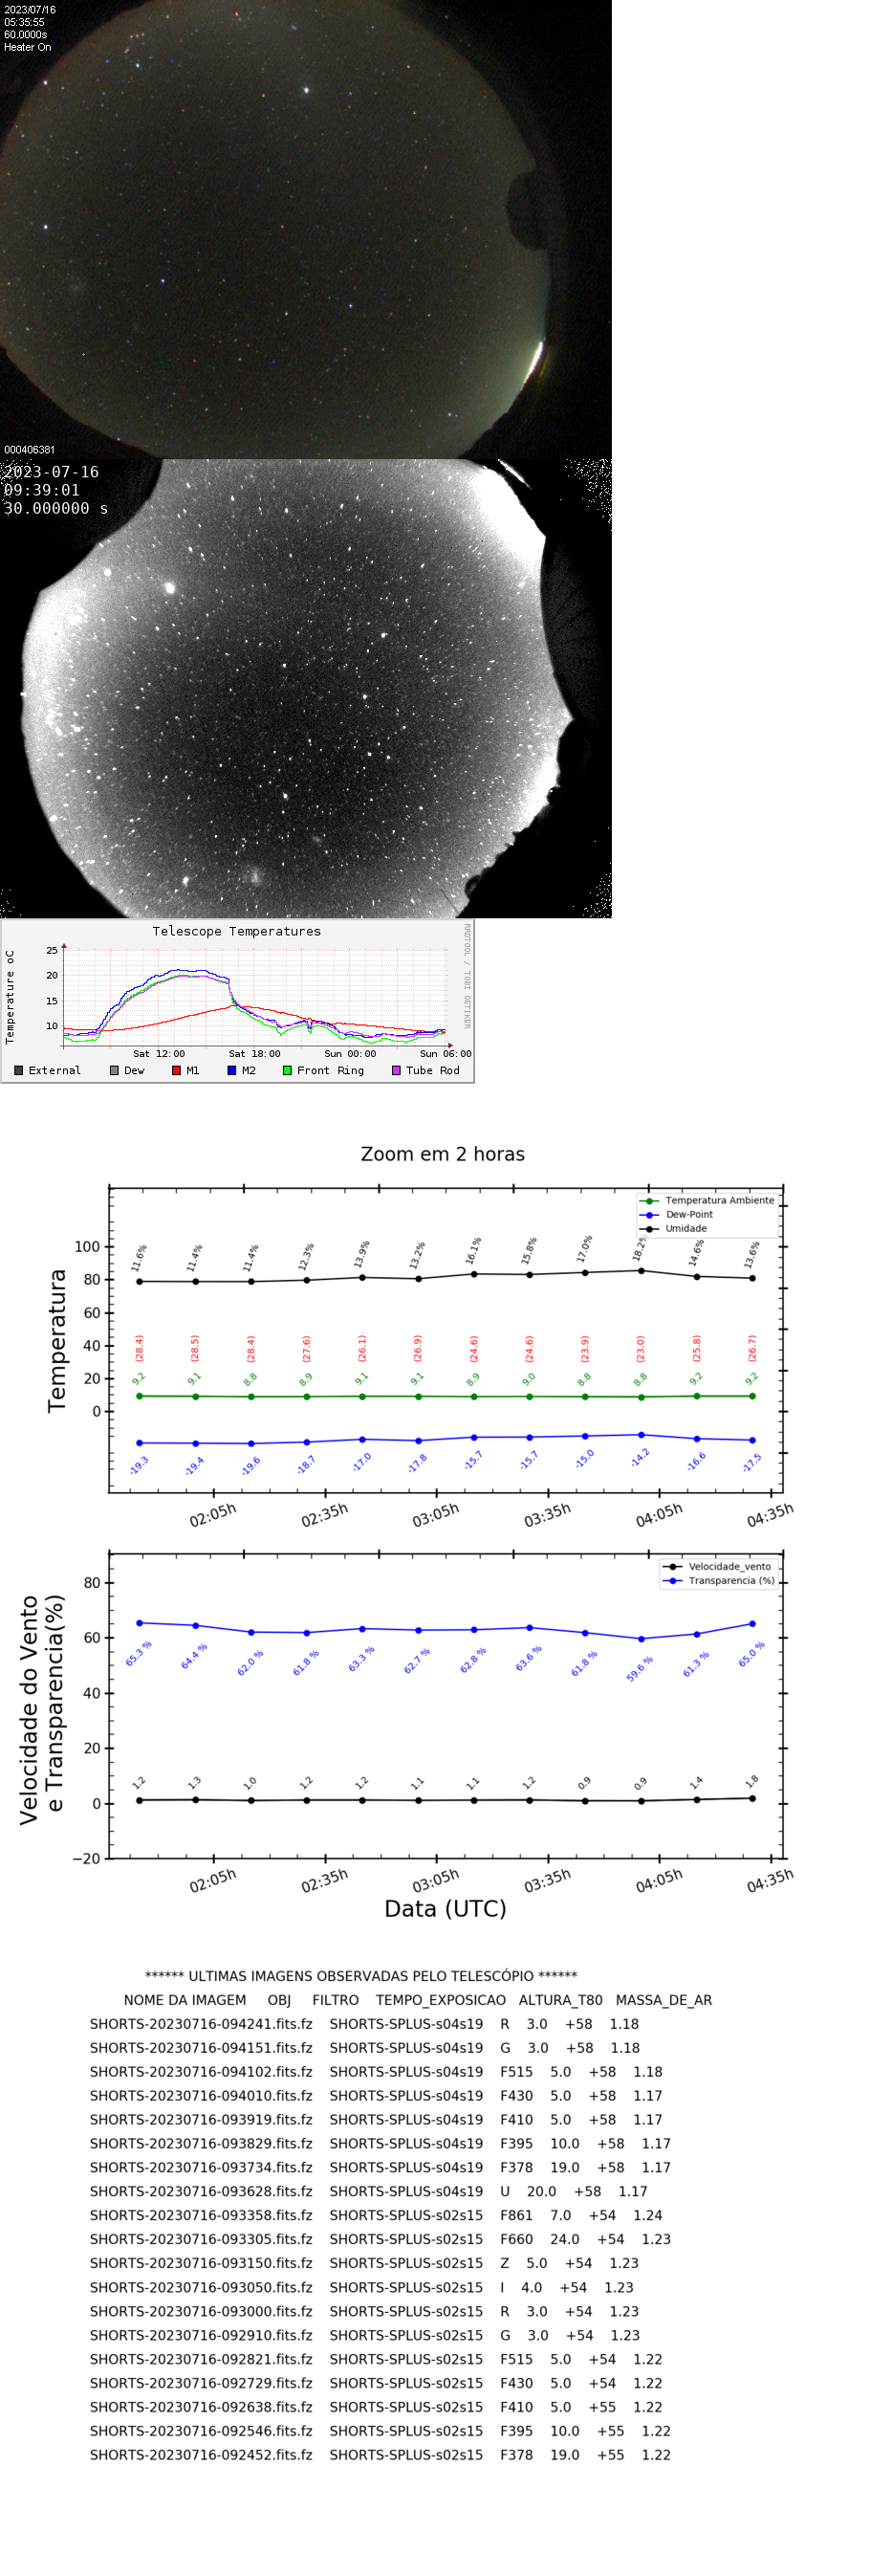 2023/07/16
05:35:55
60.0000s
Heater On
000406381
2023-07-16
09:39:01
30.000000 s
Telescope Temperatures
Temperature oC
RRDTOOL / TOBI OETIKER
25
20
15
10
Sat 12:00 Sat 18:00 Sun 00:00 Sun 06:00
External Dew M1 M2 Front Ring Tube Rod
Zoom em 2 horas
Temperatura
Temperatura Ambiente
Dew-Point
Umidade
100
80
60
40
20
0
11.6% 11.4% 11.4% 12.3% 13.9% 13.2% 16.1% 15.8% 17.0% 18.2% 14.6% 13.6%
(28.4) (28.5) (28.4) (27.6) (26.1) (26.9) (24.6) (24.6) (23.9) (23.0) (25.8) (26.7)
9.2 9.1 8.8 8.9 9.1 9.1 8.9 9.0 8.8 8.8 9.2 9.2
-19.3 -19.4 -19.6 -18.7 -17.0 -17.8 -15.7 -15.7 -15.0 -14.2 -16.6 -17.5
02:05h 02:35h 03:05h 03:35h 04:05h 04:35h
Velocidade do Vento
e Transparencia(%)
Velocidade_vento
Transparencia (%)
80
60
40
20
0
−20
65.3 % 64.4 % 62.0 % 61.8 % 63.3 % 62.7 % 62.8 % 63.6 % 61.8 % 59.6 % 61.3 % 65.0 %
1.2 1.3 1.0 1.2 1.2 1.1 1.1 1.2 0.9 0.9 1.4 1.8
02:05h 02:35h 03:05h 03:35h 04:05h 04:35h
Data (UTC)
****** ULTIMAS IMAGENS OBSERVADAS PELO TELESCÓPIO ******
NOME DA IMAGEM OBJ FILTRO TEMPO_EXPOSICAO ALTURA_T80 MASSA_DE_AR
SHORTS-20230716-094241.fits.fz SHORTS-SPLUS-s04s19 R 3.0 +58 1.18
SHORTS-20230716-094151.fits.fz SHORTS-SPLUS-s04s19 G 3.0 +58 1.18
SHORTS-20230716-094102.fits.fz SHORTS-SPLUS-s04s19 F515 5.0 +58 1.18
SHORTS-20230716-094010.fits.fz SHORTS-SPLUS-s04s19 F430 5.0 +58 1.17
SHORTS-20230716-093919.fits.fz SHORTS-SPLUS-s04s19 F410 5.0 +58 1.17
SHORTS-20230716-093829.fits.fz SHORTS-SPLUS-s04s19 F395 10.0 +58 1.17
SHORTS-20230716-093734.fits.fz SHORTS-SPLUS-s04s19 F378 19.0 +58 1.17
SHORTS-20230716-093628.fits.fz SHORTS-SPLUS-s04s19 U 20.0 +58 1.17
SHORTS-20230716-093358.fits.fz SHORTS-SPLUS-s02s15 F861 7.0 +54 1.24
SHORTS-20230716-093305.fits.fz SHORTS-SPLUS-s02s15 F660 24.0 +54 1.23
SHORTS-20230716-093150.fits.fz SHORTS-SPLUS-s02s15 Z 5.0 +54 1.23
SHORTS-20230716-093050.fits.fz SHORTS-SPLUS-s02s15 I 4.0 +54 1.23
SHORTS-20230716-093000.fits.fz SHORTS-SPLUS-s02s15 R 3.0 +54 1.23
SHORTS-20230716-092910.fits.fz SHORTS-SPLUS-s02s15 G 3.0 +54 1.23
SHORTS-20230716-092821.fits.fz SHORTS-SPLUS-s02s15 F515 5.0 +54 1.22
SHORTS-20230716-092729.fits.fz SHORTS-SPLUS-s02s15 F430 5.0 +54 1.22
SHORTS-20230716-092638.fits.fz SHORTS-SPLUS-s02s15 F410 5.0 +55 1.22
SHORTS-20230716-092546.fits.fz SHORTS-SPLUS-s02s15 F395 10.0 +55 1.22
SHORTS-20230716-092452.fits.fz SHORTS-SPLUS-s02s15 F378 19.0 +55 1.22